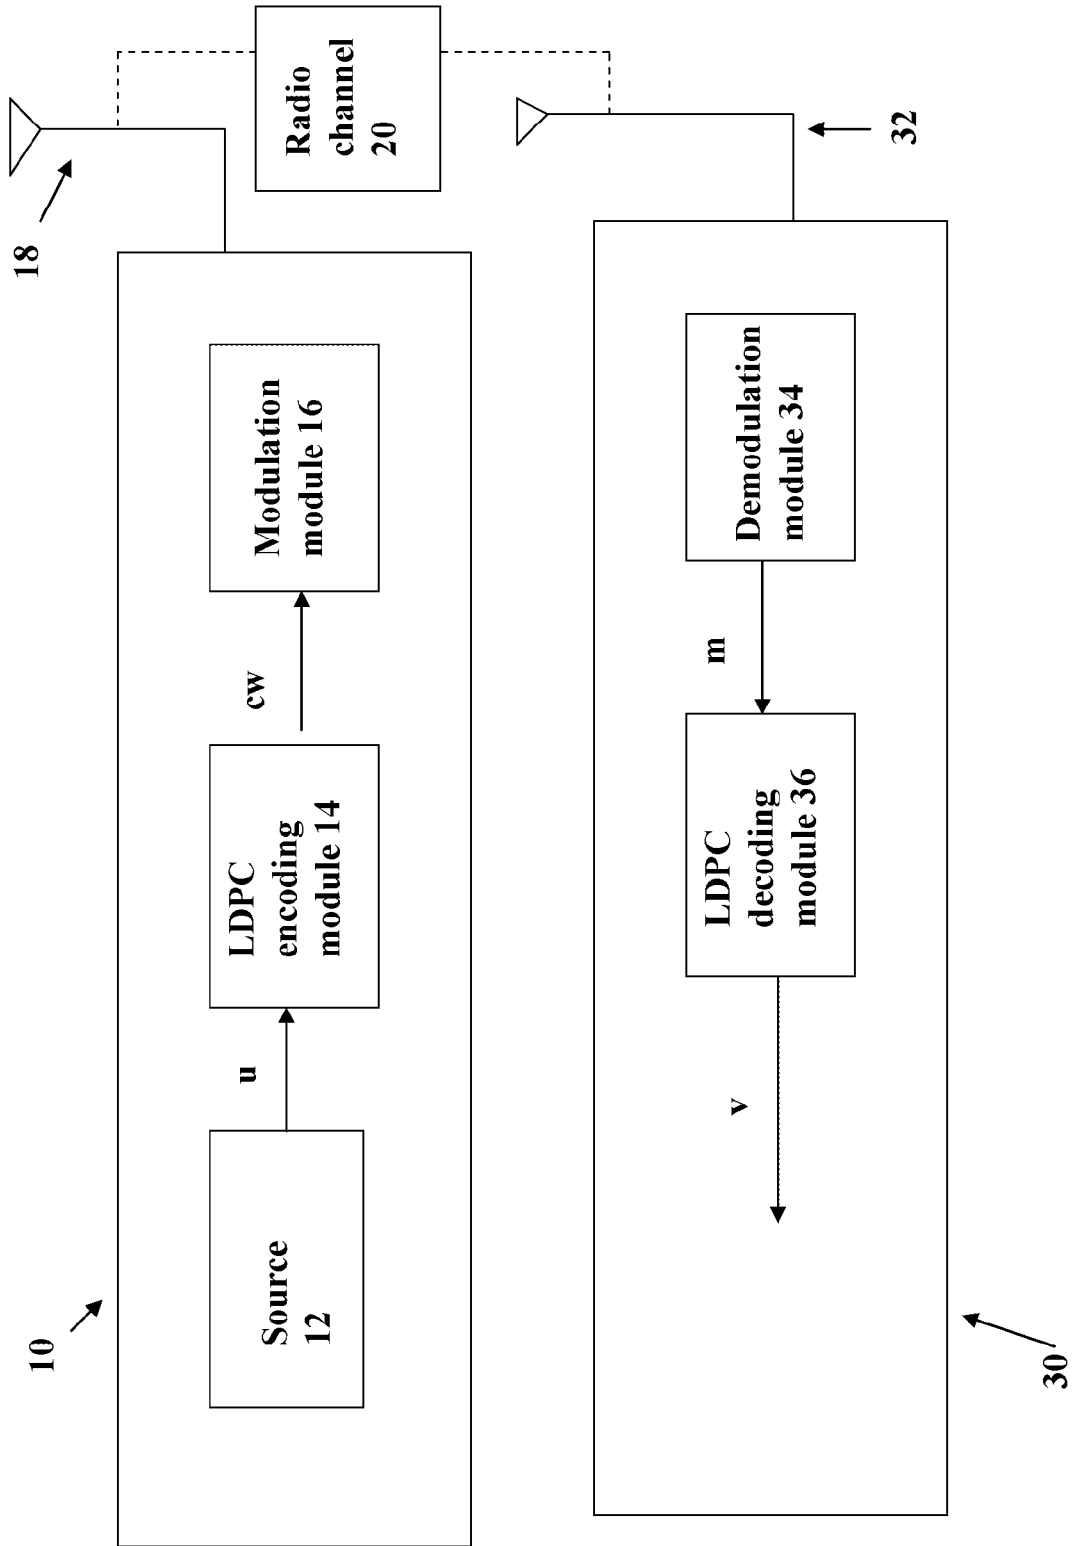 10
Source
12
u
LDPC
encoding
module 14
cw
Modulation
module 16
18
Radio
channel
20
30
v
LDPC
decoding
module 36
m
Demodulation
module 34
32